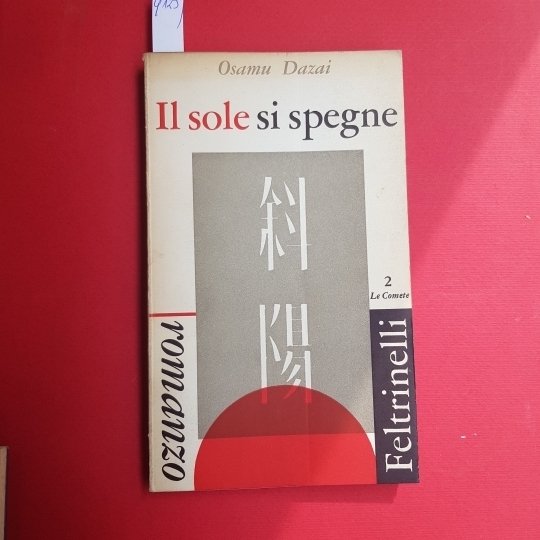 Osamu Dazai
Il sole si spegne
斜陽
2
Le Comete
romanzo
Feltrinelli